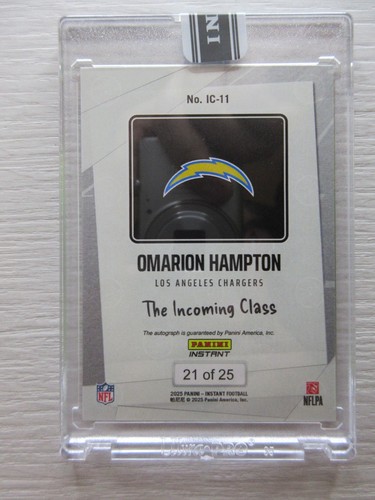 INI
No. IC-11
OMARION HAMPTON
LOS ANGELES CHARGERS
The Incoming Class
The autograph is guaranteed by Panini America, Inc.
PANINI
INSTANT
21 of 25
NFL
2025 PANINI - INSTANT FOOTBALL
© 2025 Panini America, Inc.
NFLPA